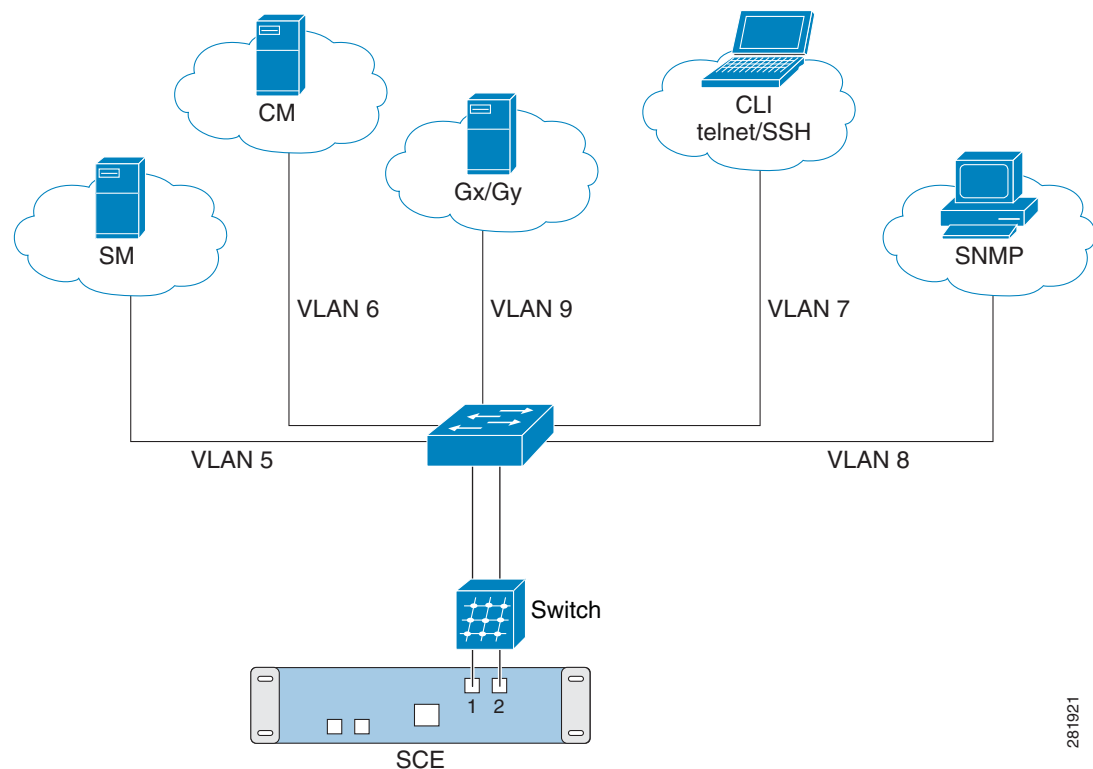 CM
CLI
telnet/SSH
Gx/Gy
SM
SNMP
VLAN 6
VLAN 9
VLAN 7
VLAN 5
VLAN 8
Switch
1 2
SCE
281921